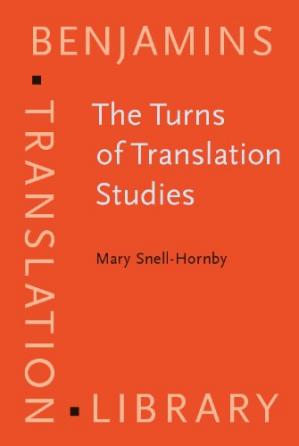 BENJAMINS
TRANSLATION
LIBRARY
The Turns
of Translation
Studies
Mary Snell-Hornby